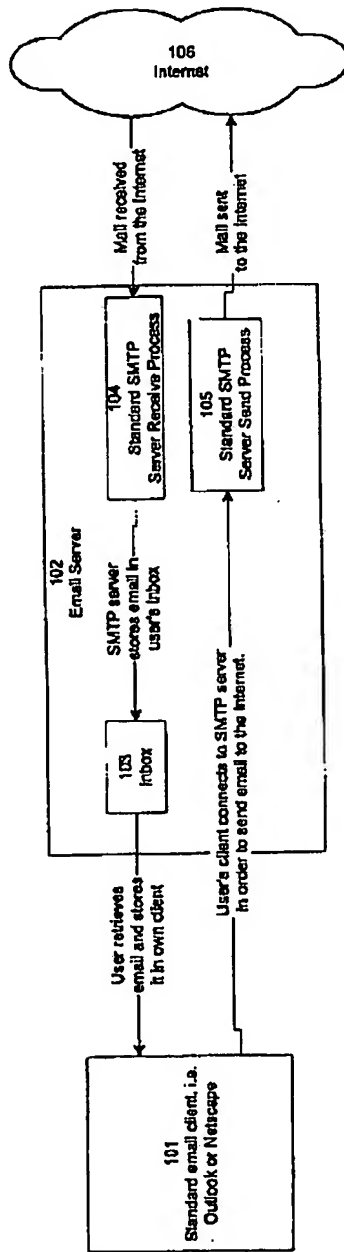 106
Internet
Mail received
from the Internet
Mail sent
to the Internet
102
Email Server
104
Standard SMTP
Server Receive Process
105
Standard SMTP
Server Send Process
SMTP server
stores email in
user's Inbox
103
Inbox
User's client connects to SMTP server
in order to send email to the Internet.
User retrieves
email and stores
it in own client
101
Standard email client, i.e.
Outlook or Netscape